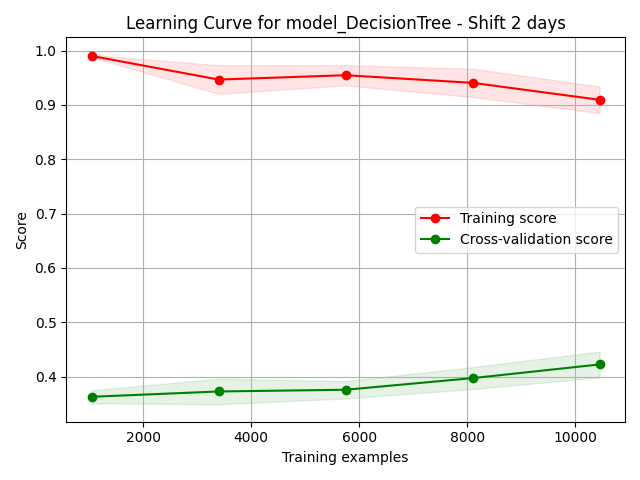 Learning Curve for model_DecisionTree - Shift 2 days
1.0
0.9
0.8
0.7
0.6
0.5
0.4
Score
Training score
Cross-validation score
2000 4000 6000 8000 10000
Training examples